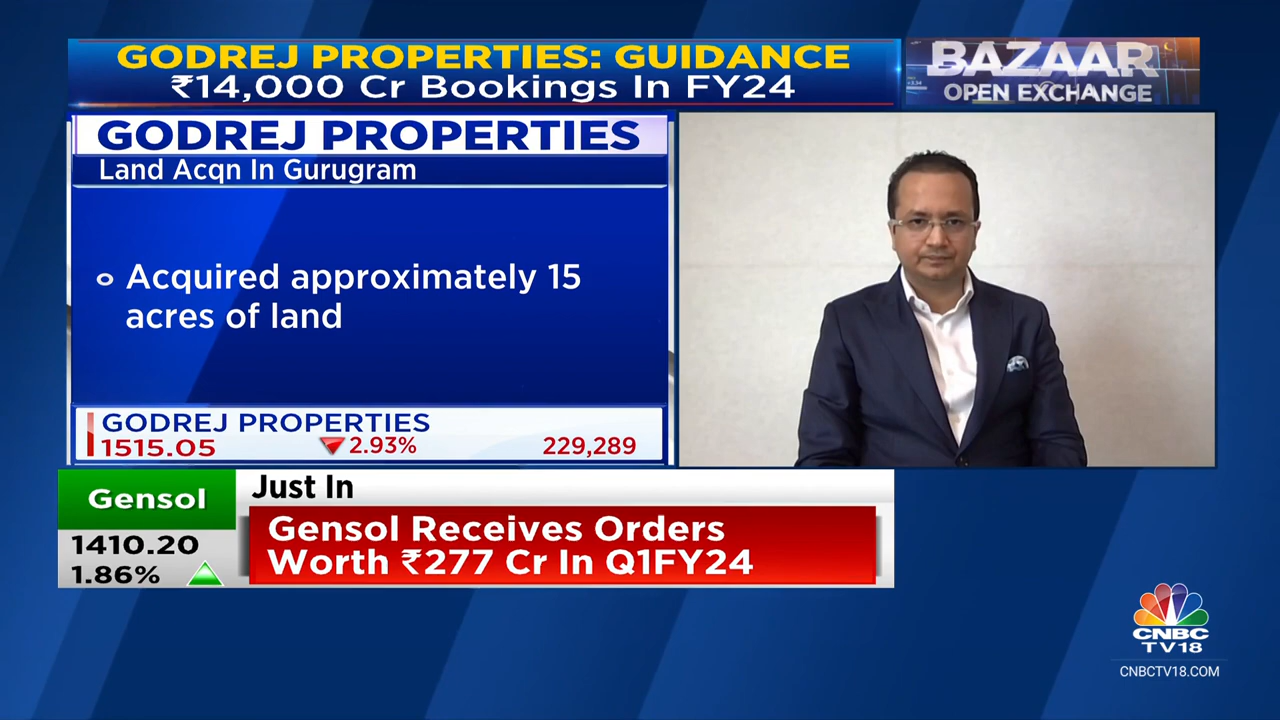 GODREJ PROPERTIES: GUIDANCE
₹14,000 Cr Bookings In FY24
BAZAAR
OPEN EXCHANGE
GODREJ PROPERTIES
Land Acqn In Gurugram
o Acquired approximately 15
acres of land
GODREJ PROPERTIES
1515.05 ▼ 2.93% 229,289
Gensol
1410.20
1.86% ▲
Just In
Gensol Receives Orders
Worth ₹277 Cr In Q1FY24
CNBC
TV18
CNBCTV18.COM